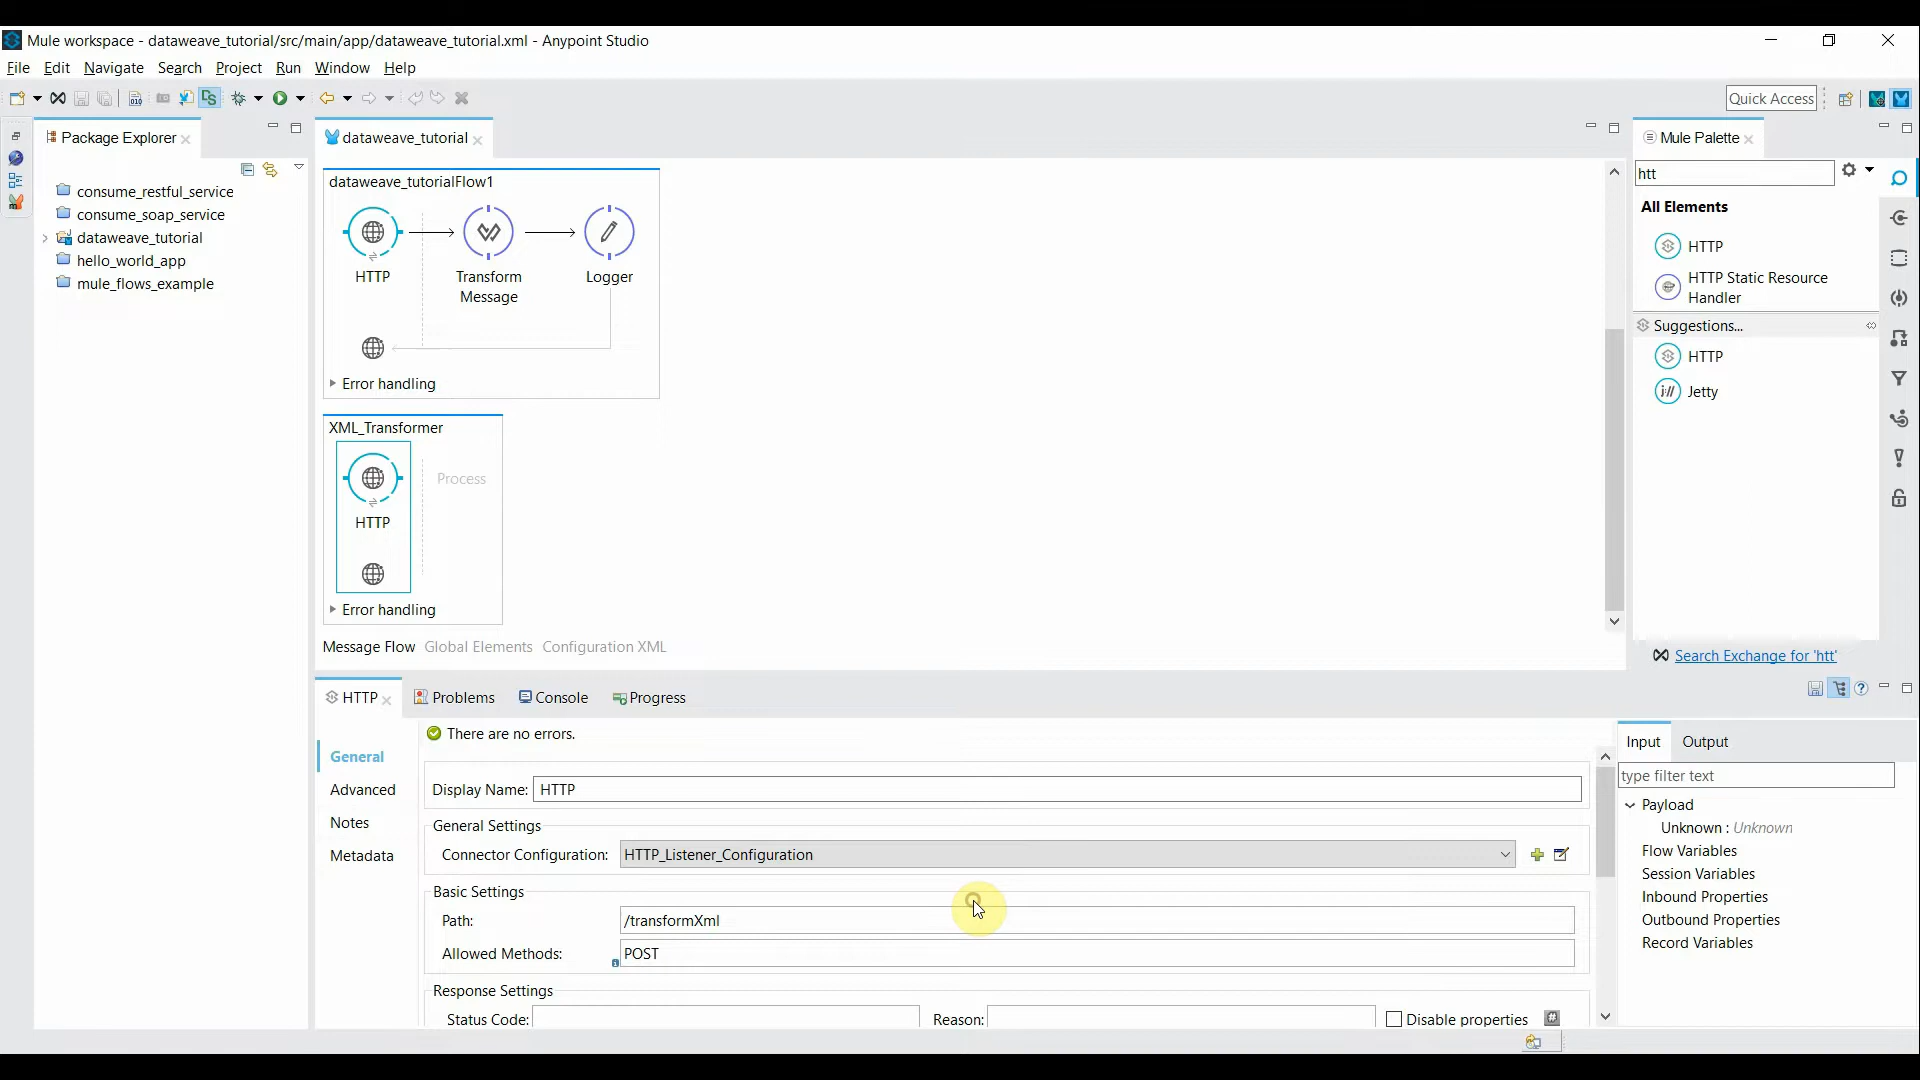 Mule workspace - dataweave_tutorial/src/main/app/dataweave_tutorial.xml - Anypoint Studio
File Edit Navigate Search Project Run Window Help
Quick Access
Package Explorer
consume_restful_service
consume_soap_service
dataweave_tutorial
hello_world_app
mule_flows_example
dataweave_tutorial
dataweave_tutorialFlow1
HTTP
Transform
Message
Logger
Error handling
XML_Transformer
HTTP
Process
Error handling
Message Flow Global Elements Configuration XML
Mule Palette
htt
All Elements
HTTP
HTTP Static Resource
Handler
Suggestions...
HTTP
Jetty
Search Exchange for 'htt'
HTTP Problems Console Progress
There are no errors.
General
Advanced
Notes
Metadata
Display Name: HTTP
General Settings
Connector Configuration: HTTP_Listener_Configuration
Basic Settings
Path: /transformXml
Allowed Methods: POST
Response Settings
Status Code: Reason: Disable properties
Input Output
type filter text
Payload
Unknown : Unknown
Flow Variables
Session Variables
Inbound Properties
Outbound Properties
Record Variables